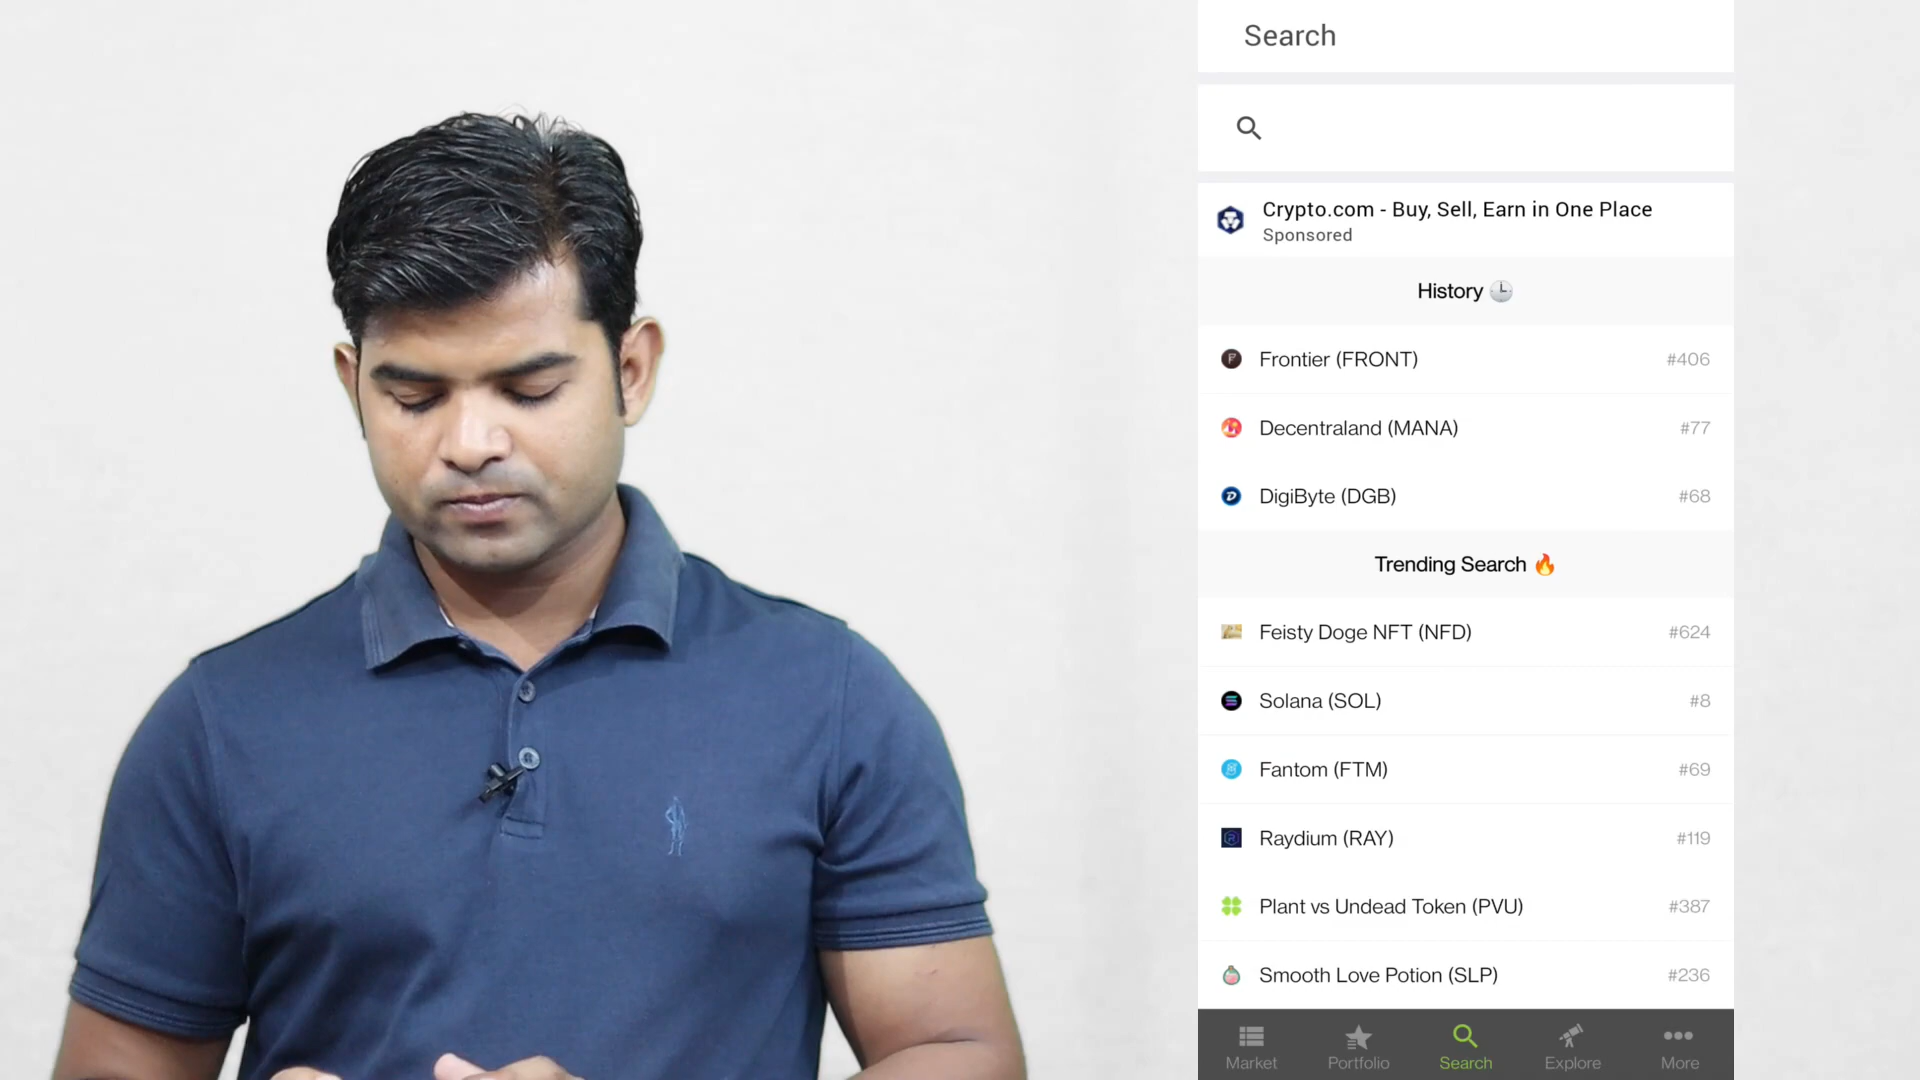 Search
Crypto.com - Buy, Sell, Earn in One Place
Sponsored
History
Frontier (FRONT) #406
Decentraland (MANA) #77
DigiByte (DGB) #68
Trending Search
Feisty Doge NFT (NFD) #624
Solana (SOL) #8
Fantom (FTM) #69
Raydium (RAY) #119
Plant vs Undead Token (PVU) #387
Smooth Love Potion (SLP) #236
Market Portfolio Search Explore More